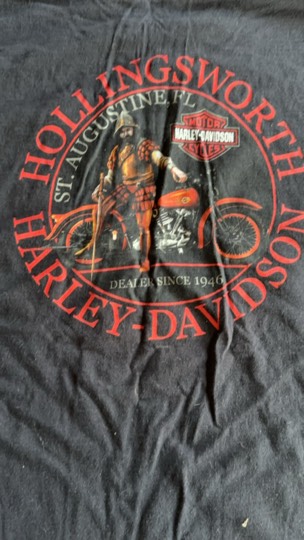 HOLLINGSWORTH
ST. AUGUSTINE, FL
MOTOR
HARLEY-DAVIDSON
CYCLES
DEALER SINCE 1946
HARLEY-DAVIDSON